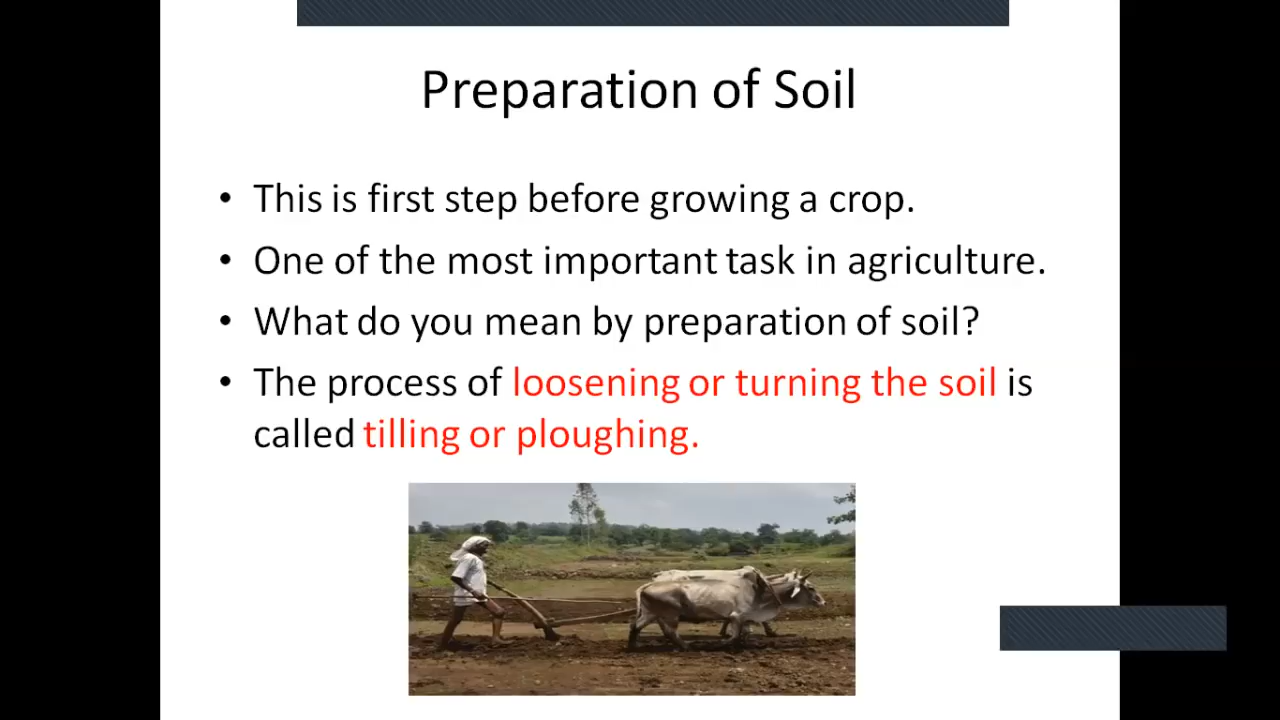 Preparation of Soil
• This is first step before growing a crop.
• One of the most important task in agriculture.
• What do you mean by preparation of soil?
• The process of loosening or turning the soil is
called tilling or ploughing.